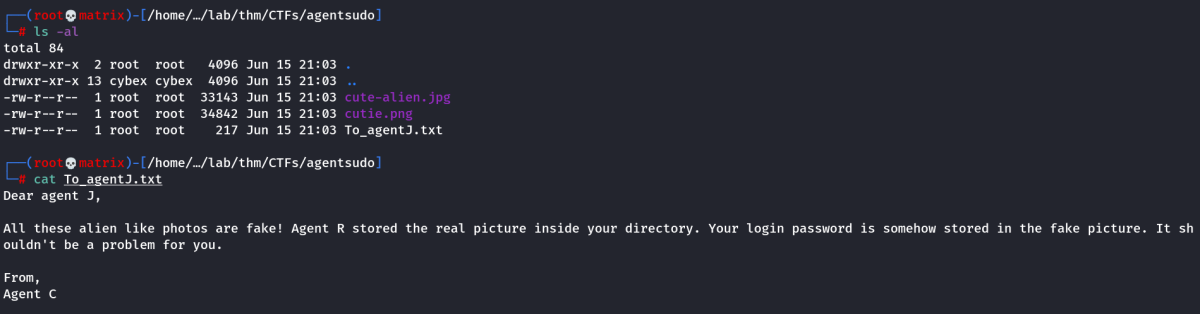 ┌──(root💀matrix)-[/home/…/lab/thm/CTFs/agentsudo]
└─# ls -al
total 84
drwxr-xr-x  2 root  root   4096 Jun 15 21:03 .
drwxr-xr-x 13 cybex cybex  4096 Jun 15 21:03 ..
-rw-r--r--  1 root  root  33143 Jun 15 21:03 cute-alien.jpg
-rw-r--r--  1 root  root  34842 Jun 15 21:03 cutie.png
-rw-r--r--  1 root  root    217 Jun 15 21:03 To_agentJ.txt
┌──(root💀matrix)-[/home/…/lab/thm/CTFs/agentsudo]
└─# cat To_agentJ.txt
Dear agent J,
All these alien like photos are fake! Agent R stored the real picture inside your directory. Your login password is somehow stored in the fake picture. It sh
ouldn't be a problem for you.
From,
Agent C